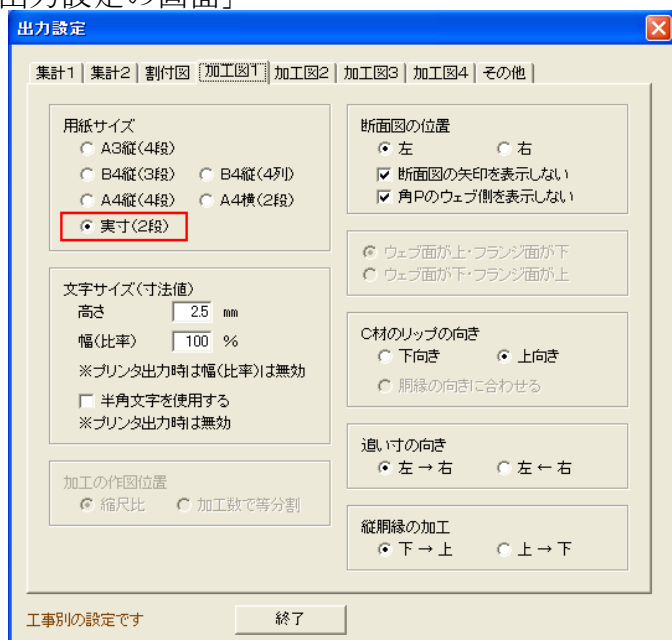 出力設定の画面」
出力設定
集計1 集計2 割付図 加工図1 加工図2 加工図3 加工図4 その他
用紙サイズ
A3縦(4段)
B4縦(3段) B4縦(4列)
A4縦(4段) A4横(2段)
実寸(2段)
文字サイズ(寸法値)
高さ 2.5 mm
幅(比率) 100 %
※プリンタ出力時は幅(比率)は無効
半角文字を使用する
※プリンタ出力時は無効
加工の作図位置
縮尺比 加工数で等分割
断面図の位置
左 右
断面図の矢印を表示しない
角Pのウェブ側を表示しない
ウェブ面が上・フランジ面が下
ウェブ面が下・フランジ面が上
C材のリップの向き
下向き 上向き
胴縁の向きに合わせる
追い寸の向き
左→右 左←右
縦胴縁の加工
下→上 上→下
工事別の設定です 終了